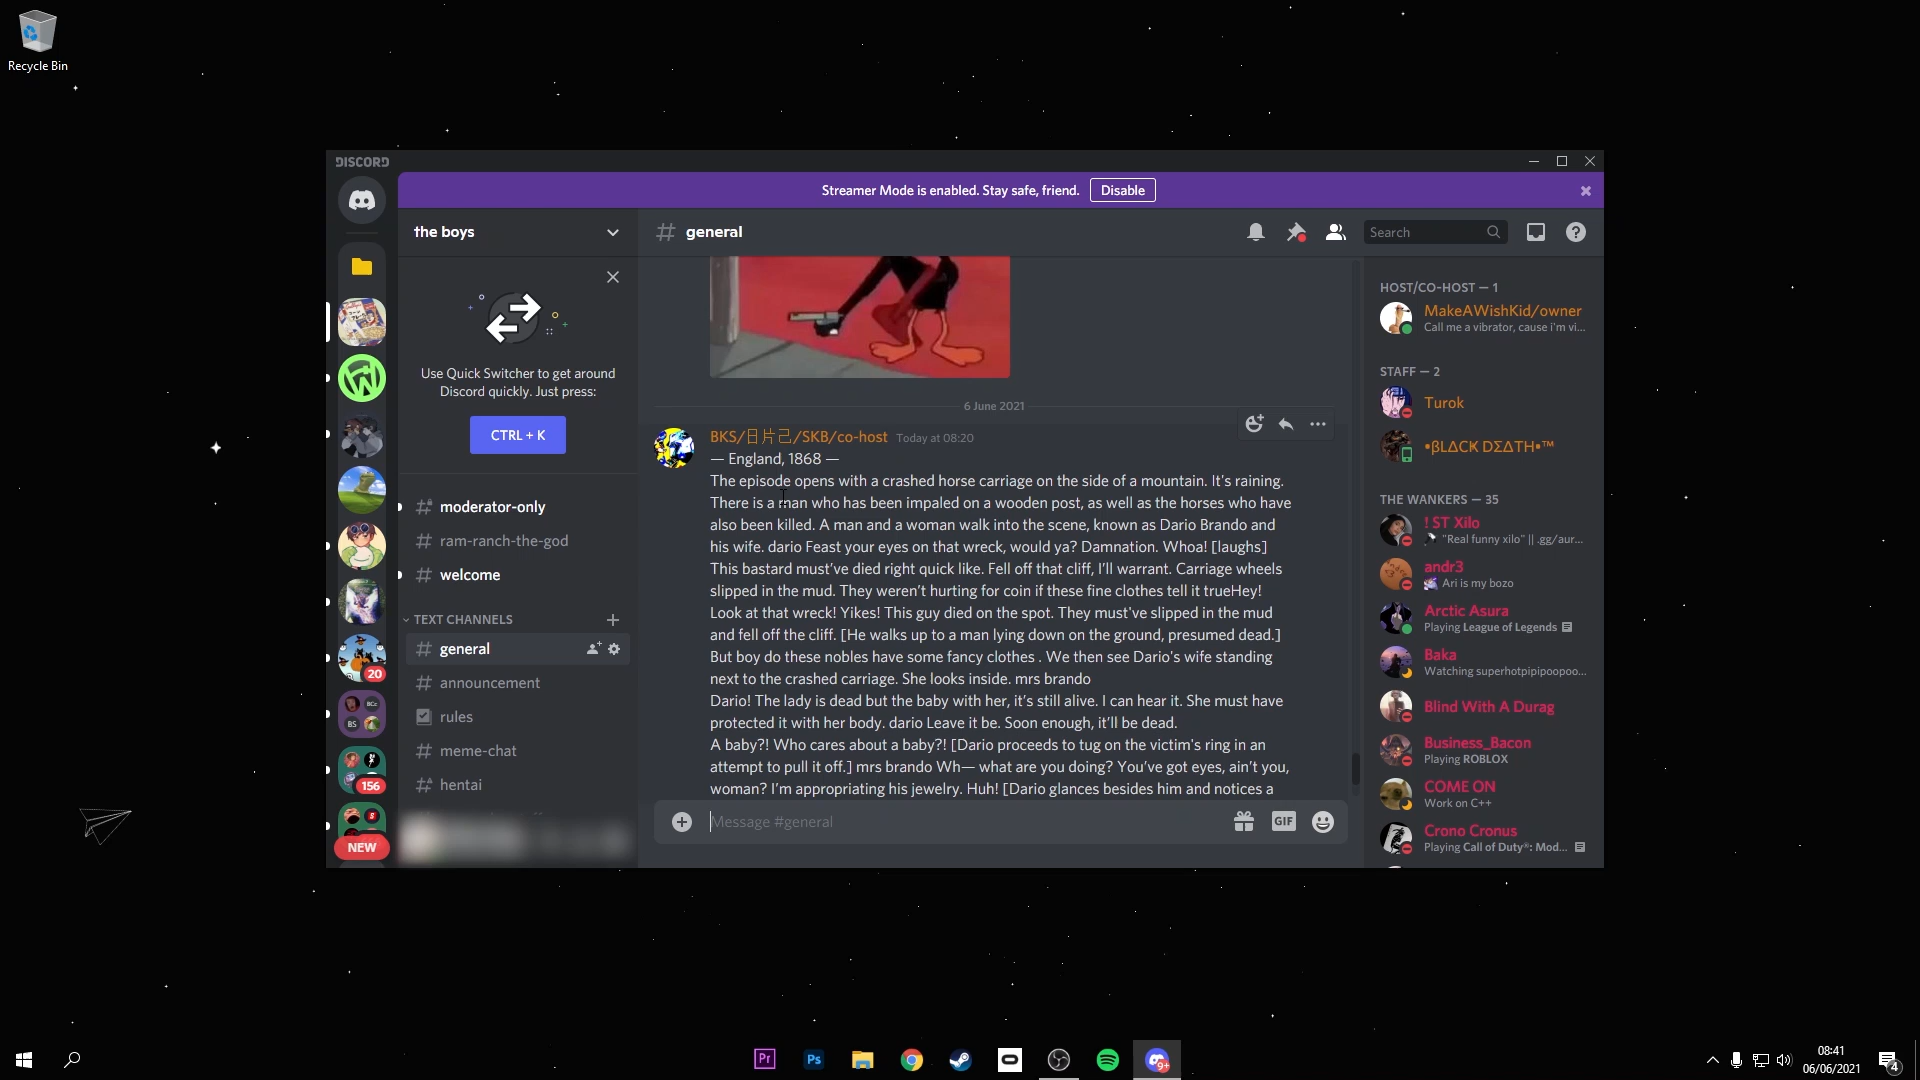 Recycle Bin
DISCORD
Streamer Mode is enabled. Stay safe, friend.
Disable
the boys
general
Search
Use Quick Switcher to get around
Discord quickly. Just press:
CTRL + K
moderator-only
ram-ranch-the-god
welcome
TEXT CHANNELS
general
announcement
rules
meme-chat
hentai
20
BCc
BS
156
NEW
6 June 2021
BKS/日片己/SKB/co-host Today at 08:20
— England, 1868 —
The episode opens with a crashed horse carriage on the side of a mountain. It's raining.
There is a man who has been impaled on a wooden post, as well as the horses who have
also been killed. A man and a woman walk into the scene, known as Dario Brando and
his wife. dario Feast your eyes on that wreck, would ya? Damnation. Whoa! [laughs]
This bastard must've died right quick like. Fell off that cliff, I'll warrant. Carriage wheels
slipped in the mud. They weren't hurting for coin if these fine clothes tell it trueHey!
Look at that wreck! Yikes! This guy died on the spot. They must've slipped in the mud
and fell off the cliff. [He walks up to a man lying down on the ground, presumed dead.]
But boy do these nobles have some fancy clothes . We then see Dario's wife standing
next to the crashed carriage. She looks inside. mrs brando
Dario! The lady is dead but the baby with her, it's still alive. I can hear it. She must have
protected it with her body. dario Leave it be. Soon enough, it'll be dead.
A baby?! Who cares about a baby?! [Dario proceeds to tug on the victim's ring in an
attempt to pull it off.] mrs brando Wh— what are you doing? You've got eyes, ain't you,
woman? I'm appropriating his jewelry. Huh! [Dario glances besides him and notices a
Message #general
GIF
HOST/CO-HOST — 1
MakeAWishKid/owner
Call me a vibrator, cause i'm vi...
STAFF — 2
Turok
•βLΔCҜ DΣΔTH•™
THE WANKERS — 35
! ST Xilo
"Real funny xilo" || .gg/aur...
andr3
Ari is my bozo
Arctic Asura
Playing League of Legends
Baka
Watching superhotpipipoopoo...
Blind With A Durag
Business_Bacon
Playing ROBLOX
COME ON
Work on C++
Crono Cronus
Playing Call of Duty®: Mod...
Pr
Ps
9+
08:41
06/06/2021
4